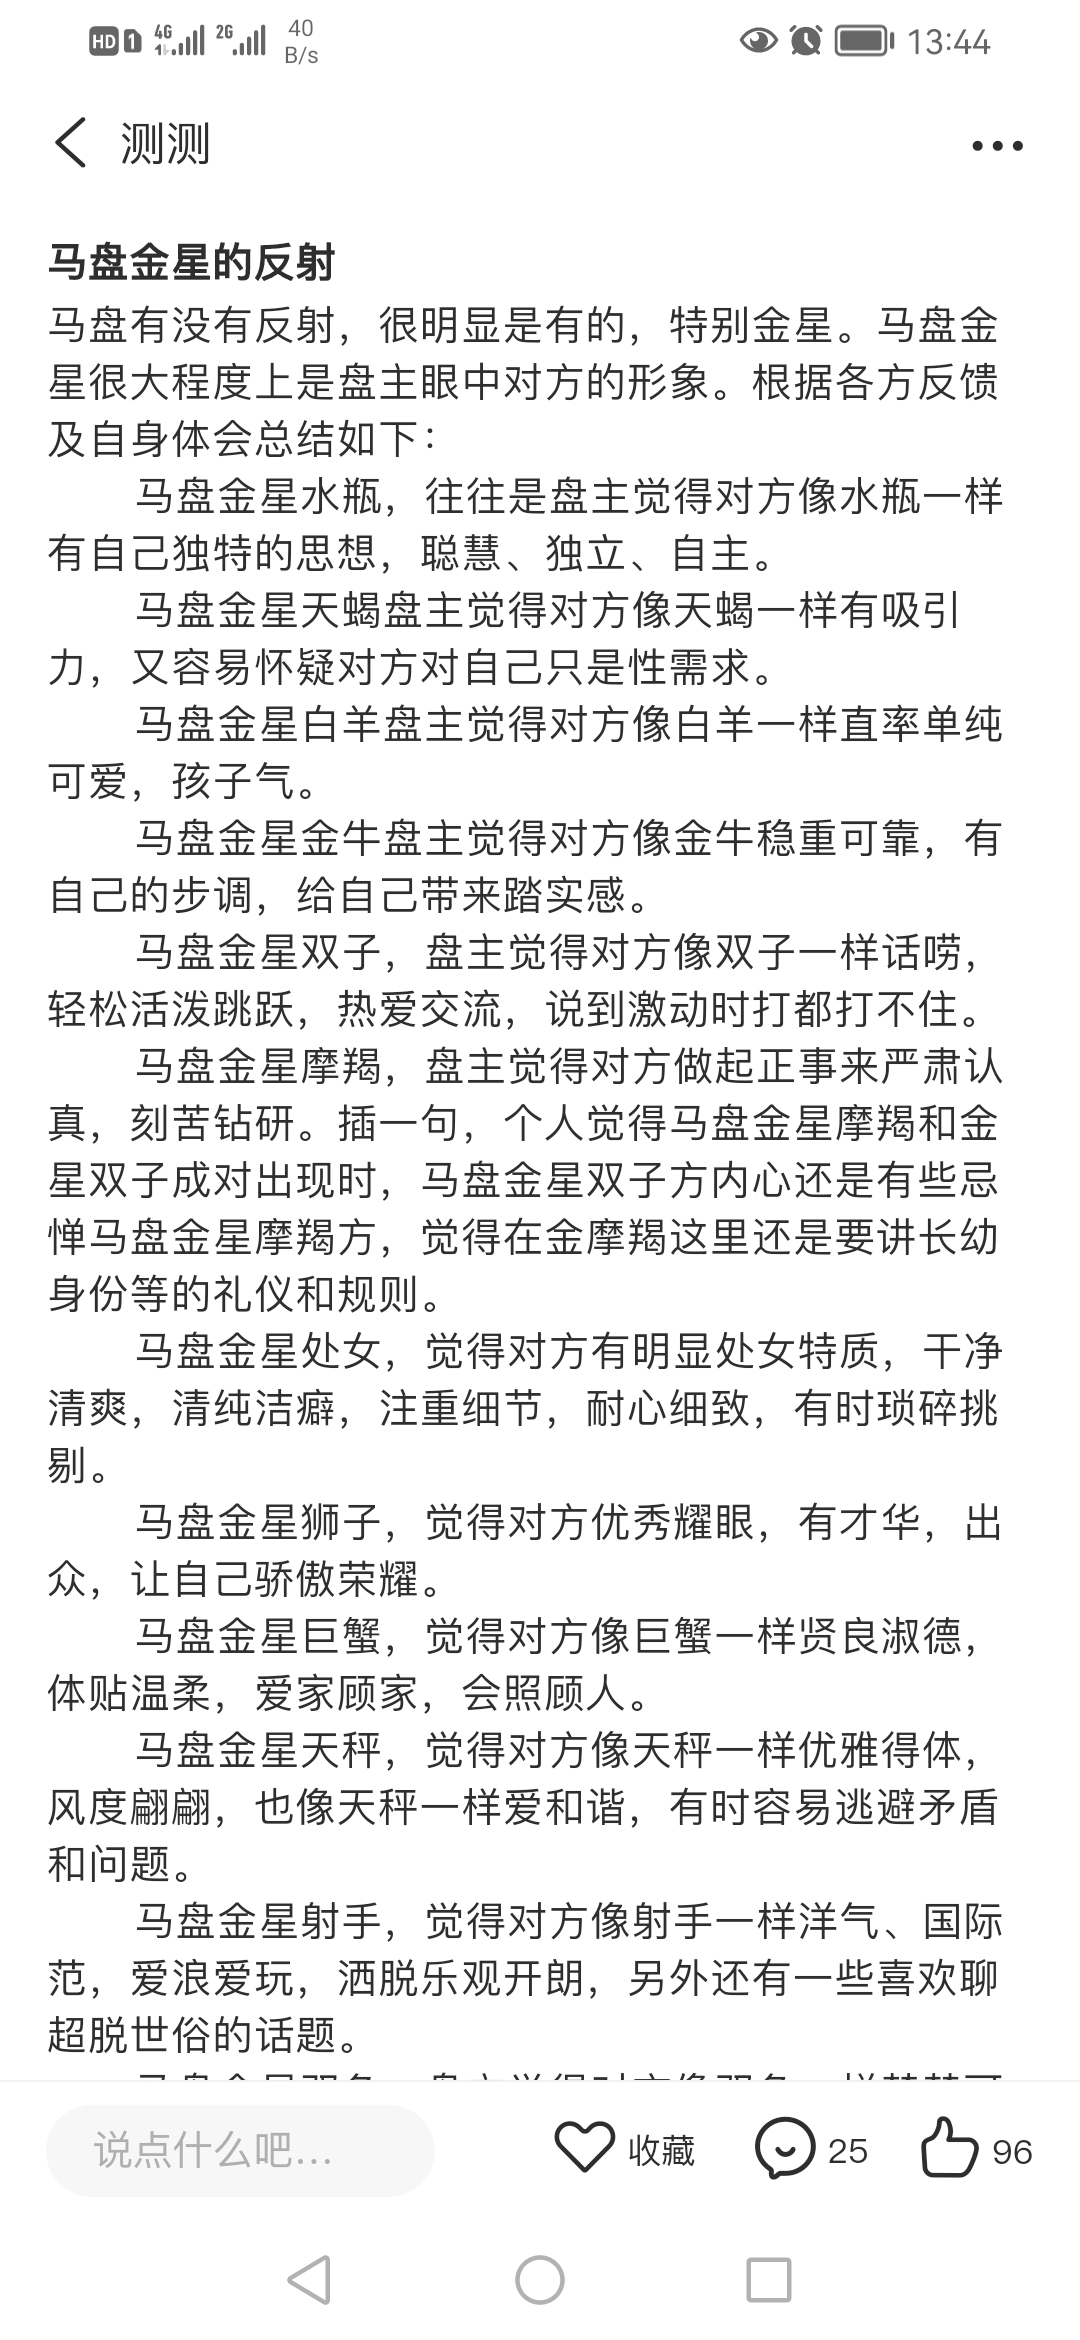 HD 1 4G 2G 40 B/s 13:44
测测
马盘金星的反射
马盘有没有反射，很明显是有的，特别金星。马盘金
星很大程度上是盘主眼中对方的形象。根据各方反馈
及自身体会总结如下：
马盘金星水瓶，往往是盘主觉得对方像水瓶一样
有自己独特的思想，聪慧、独立、自主。
马盘金星天蝎盘主觉得对方像天蝎一样有吸引
力，又容易怀疑对方对自己只是性需求。
马盘金星白羊盘主觉得对方像白羊一样直率单纯
可爱，孩子气。
马盘金星金牛盘主觉得对方像金牛稳重可靠，有
自己的步调，给自己带来踏实感。
马盘金星双子，盘主觉得对方像双子一样话唠，
轻松活泼跳跃，热爱交流，说到激动时打都打不住。
马盘金星摩羯，盘主觉得对方做起正事来严肃认
真，刻苦钻研。插一句，个人觉得马盘金星摩羯和金
星双子成对出现时，马盘金星双子方内心还是有些忌
惮马盘金星摩羯方，觉得在金摩羯这里还是要讲长幼
身份等的礼仪和规则。
马盘金星处女，觉得对方有明显处女特质，干净
清爽，清纯洁癖，注重细节，耐心细致，有时琐碎挑
剔。
马盘金星狮子，觉得对方优秀耀眼，有才华，出
众，让自己骄傲荣耀。
马盘金星巨蟹，觉得对方像巨蟹一样贤良淑德，
体贴温柔，爱家顾家，会照顾人。
马盘金星天秤，觉得对方像天秤一样优雅得体，
风度翩翩，也像天秤一样爱和谐，有时容易逃避矛盾
和问题。
马盘金星射手，觉得对方像射手一样洋气、国际
范，爱浪爱玩，洒脱乐观开朗，另外还有一些喜欢聊
超脱世俗的话题。
说点什么吧... 收藏 25 96